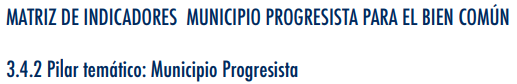 MATRIZ DE INDICADORES MUNICIPIO PROGRESISTA PARA EL BIEN COMÚN
3.4.2 Pilar temático: Municipio Progresista